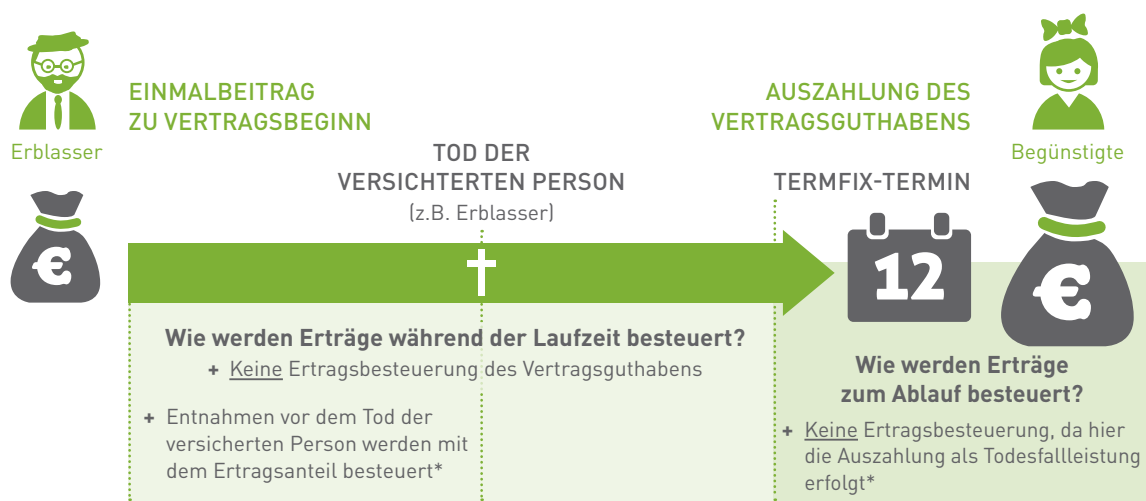 EINMALBEITRAG
ZU VERTRAGSBEGINN
AUSZAHLUNG DES
VERTRAGSGUTHABENS
Erblasser
Begünstigte
TOD DER
VERSICHTERTEN PERSON
(z.B. Erblasser)
TERMFIX-TERMIN
€
12
€
Wie werden Erträge während der Laufzeit besteuert?
+ Keine Ertragsbesteuerung des Vertragsguthabens
+ Entnahmen vor dem Tod der
versicherten Person werden mit
dem Ertragsanteil besteuert*
Wie werden Erträge
zum Ablauf besteuert?
+ Keine Ertragsbesteuerung, da hier
die Auszahlung als Todesfallleistung
erfolgt*